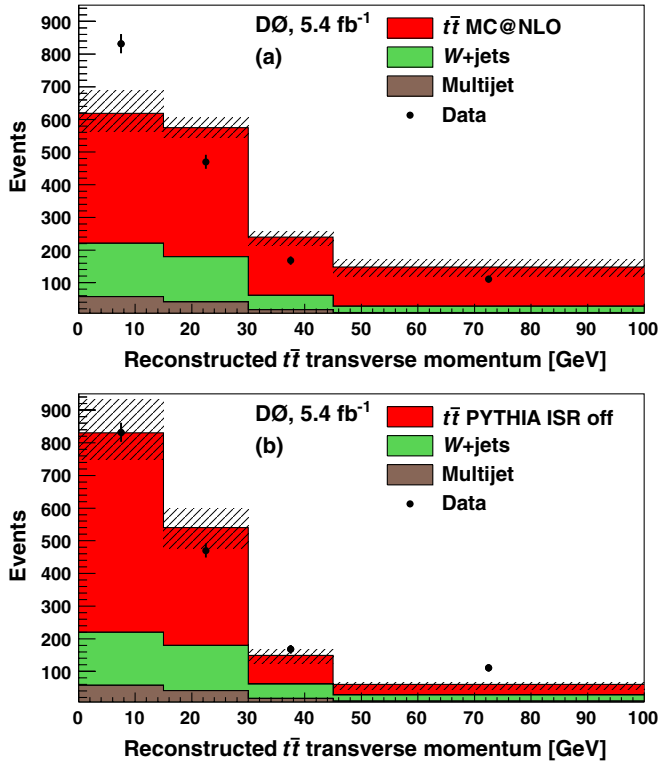 DØ, 5.4 fb⁻¹
(a)
tt̄ MC@NLO
W+jets
Multijet
Data
Events
900
800
700
600
500
400
300
200
100
0 10 20 30 40 50 60 70 80 90 100
Reconstructed tt̄ transverse momentum [GeV]
DØ, 5.4 fb⁻¹
(b)
tt̄ PYTHIA ISR off
W+jets
Multijet
Data
Events
900
800
700
600
500
400
300
200
100
0 10 20 30 40 50 60 70 80 90 100
Reconstructed tt̄ transverse momentum [GeV]